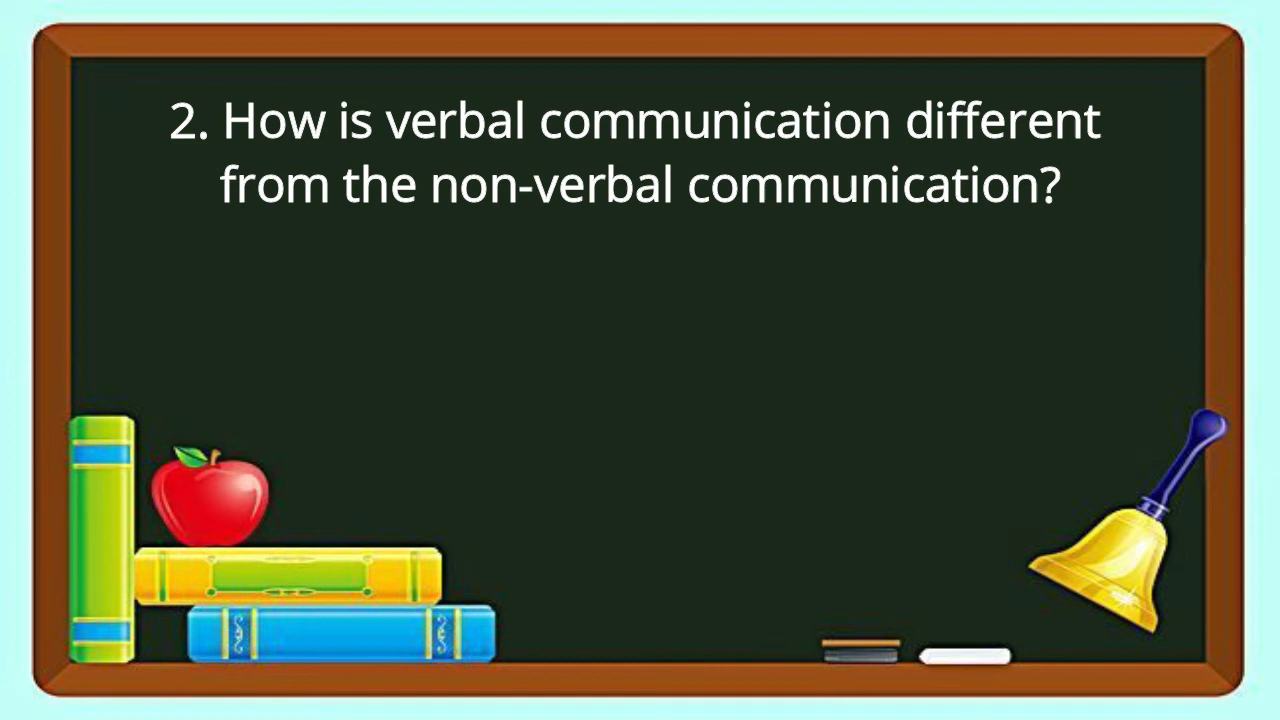 2. How is verbal communication different
from the non-verbal communication?